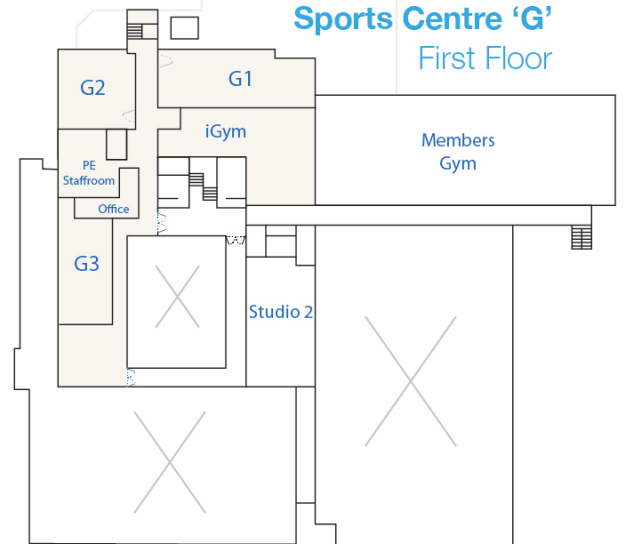 Sports Centre ‘G’
First Floor
G2
G1
iGym
Members
Gym
PE
Staffroom
Office
G3
Studio 2